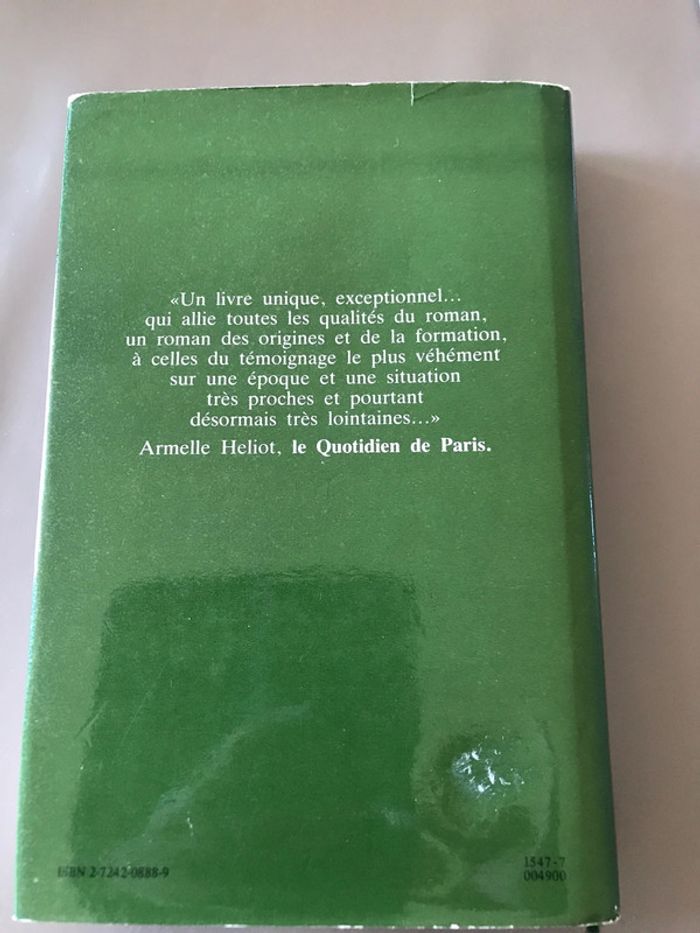 «Un livre unique, exceptionnel...
qui allie toutes les qualités du roman,
un roman des origines et de la formation,
à celles du témoignage le plus véhément
sur une époque et une situation
très proches et pourtant
désormais très lointaines...»
Armelle Heliot, le Quotidien de Paris.
ISBN 2-7242-0888-9
1547-7
004900